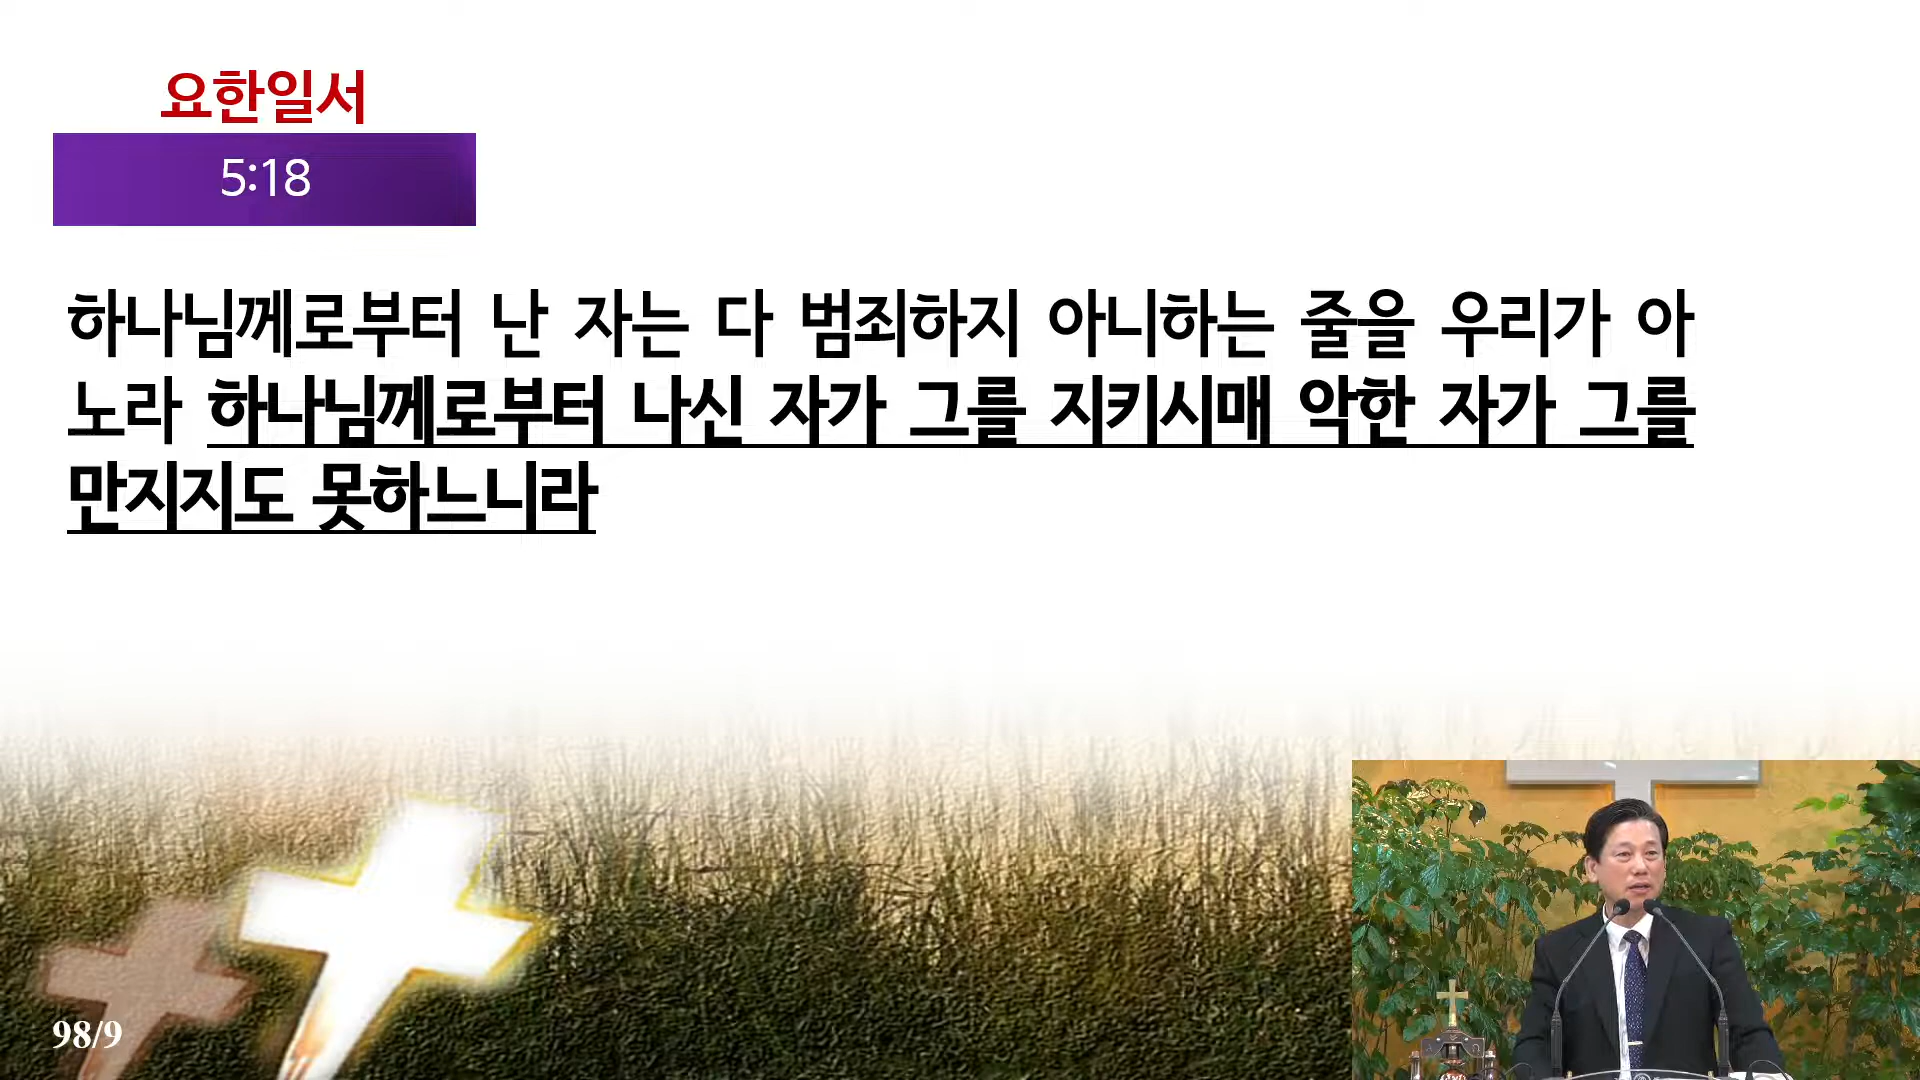 요한일서
5:18
하나님께로부터 난 자는 다 범죄하지 아니하는 줄을 우리가 아
노라 하나님께로부터 나신 자가 그를 지키시매 악한 자가 그를
만지지도 못하느니라
98/9